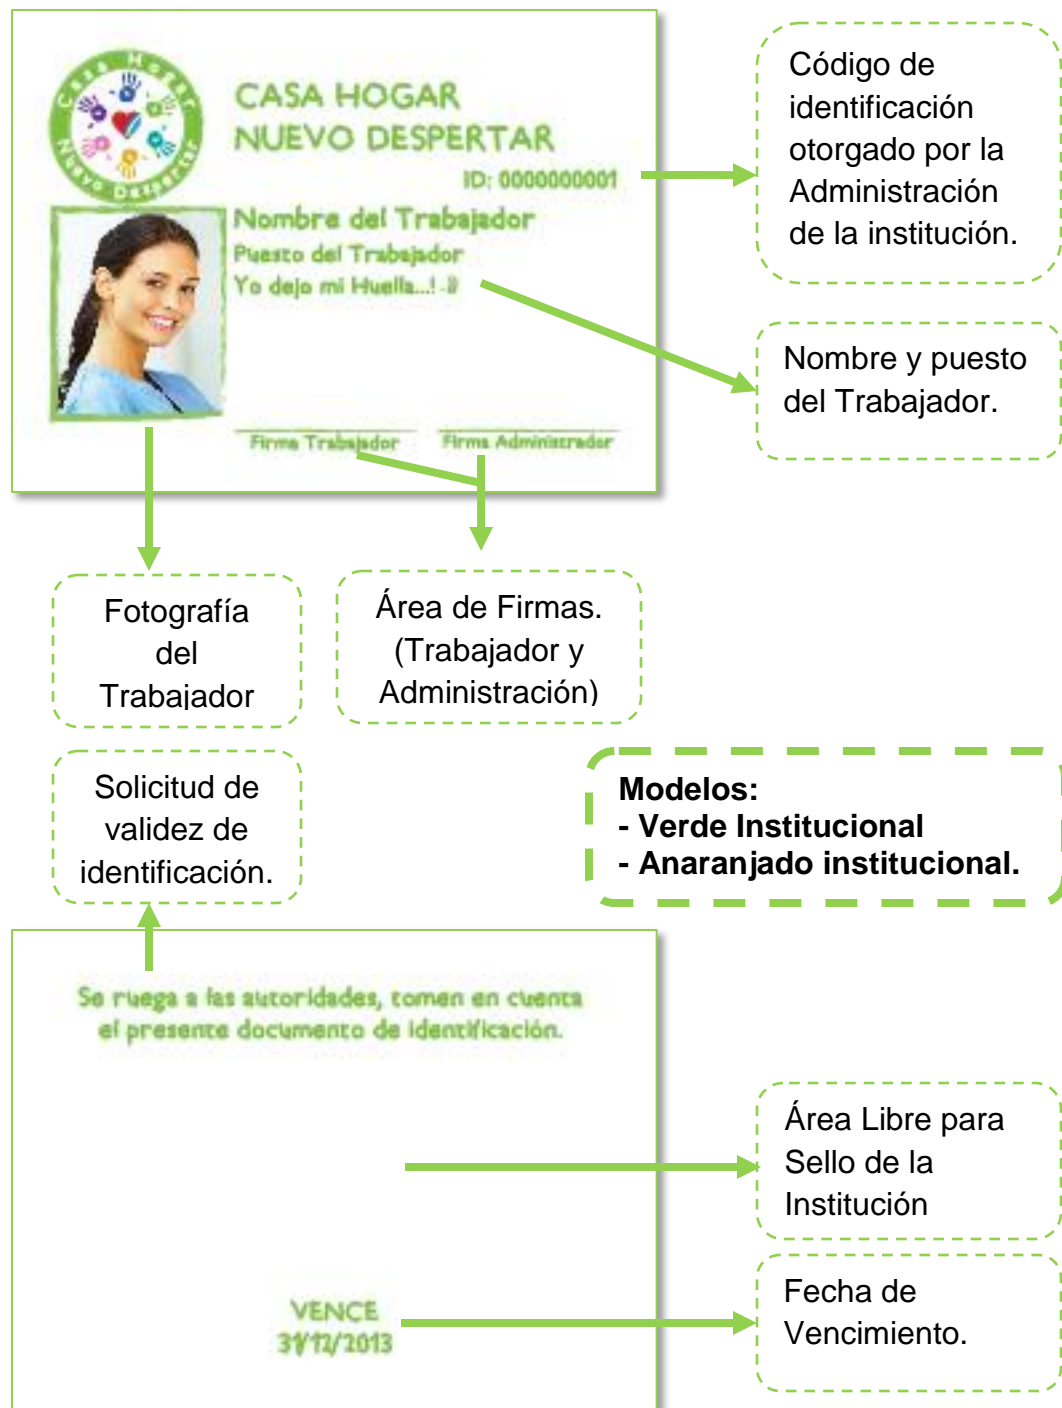 Casa Hogar
Nuevo Despertar
CASA HOGAR
NUEVO DESPERTAR
ID: 0000000001
Nombre del Trabajador
Puesto del Trabajador
Yo dejo mi Huella...!
Firma Trabajador
Firma Administrador
Código de
identificación
otorgado por la
Administración
de la institución.
Nombre y puesto
del Trabajador.
Fotografía
del
Trabajador
Área de Firmas.
(Trabajador y
Administración)
Solicitud de
validez de
identificación.
Modelos:
- Verde Institucional
- Anaranjado institucional.
Se ruega a las autoridades, tomen en cuenta
el presente documento de identificación.
Área Libre para
Sello de la
Institución
VENCE
31/12/2013
Fecha de
Vencimiento.